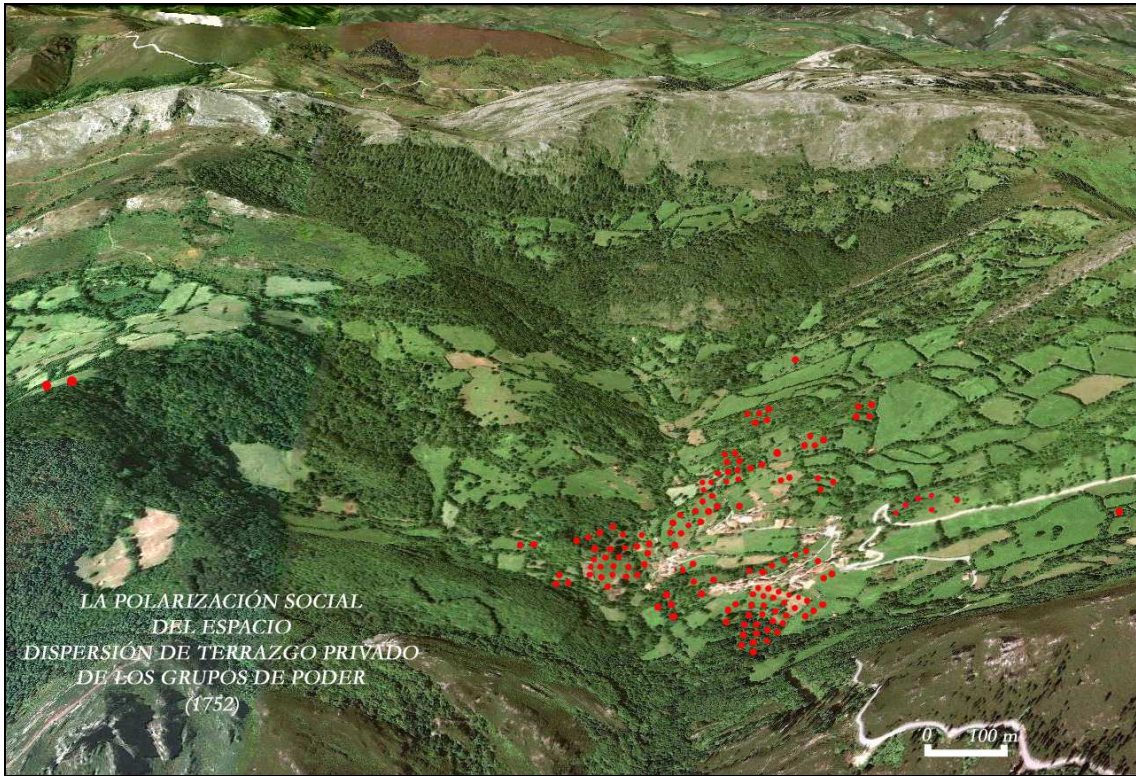 LA POLARIZACIÓN SOCIAL
DEL ESPACIO
DISPERSIÓN DE TERRAZGO PRIVADO
DE LOS GRUPOS DE PODER
(1752)
0 100 m